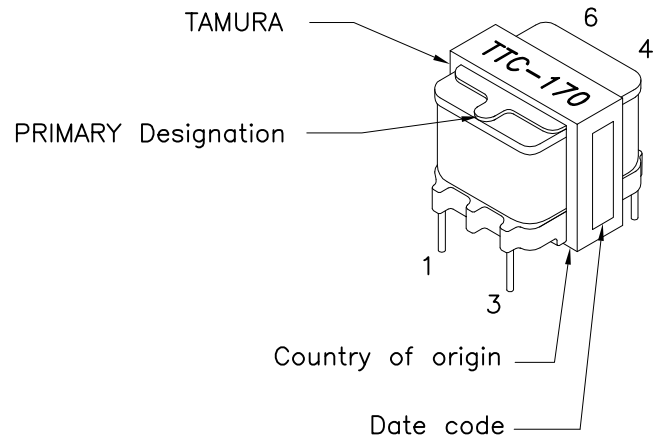 6
TAMURA
4
TTC-170
PRIMARY Designation
1
3
Country of origin
Date code